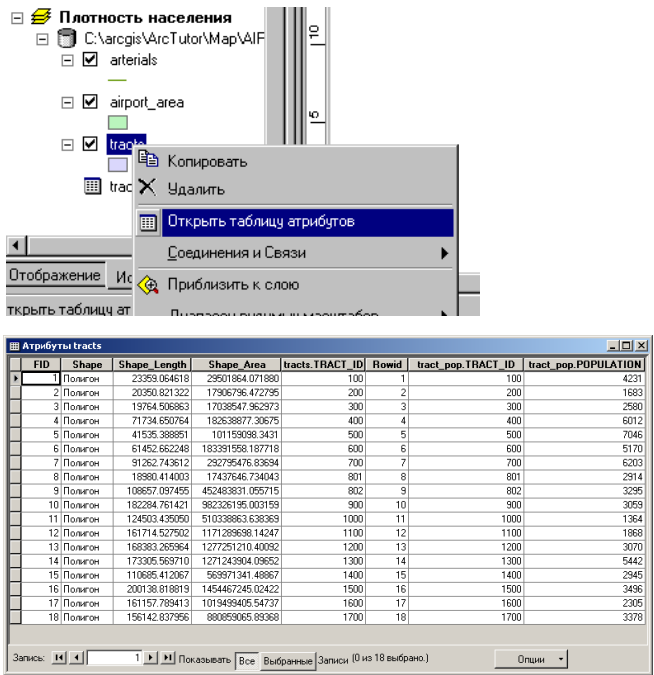 Плотность населения
C:\arcgis\ArcTutor\Map\AIF
arterials
airport_area
tracts
Копировать
trac
Удалить
Открыть таблицу атрибутов
Соединения и Связи
Отображение Ис
Приблизить к слою
ткрыть таблицу ат
Диапазон видимых масштабов
10
5
Атрибуты tracts
FID Shape Shape_Length Shape_Area tracts.TRACT_ID Rowid tract_pop.TRACT_ID tract_pop.POPULATION
1 Полигон 23359.064618 29501864.071880 100 1 100 4231
2 Полигон 20350.821322 17906796.472795 200 2 200 1683
3 Полигон 19764.506863 17038547.962973 300 3 300 2580
4 Полигон 71734.650764 182638877.30675 400 4 400 6012
5 Полигон 41535.388851 101159098.3431 500 5 500 7046
6 Полигон 61452.662248 183391558.187718 600 6 600 5170
7 Полигон 91262.743612 292795476.83694 700 7 700 6203
8 Полигон 18980.414003 17437646.734043 801 8 801 2914
9 Полигон 108657.097455 452483831.055715 802 9 802 3295
10 Полигон 182284.761421 982326195.003159 900 10 900 3059
11 Полигон 124503.435050 510338863.638369 1000 11 1000 1364
12 Полигон 161714.527502 1171289698.14247 1100 12 1100 1868
13 Полигон 168383.265964 1277251210.40092 1200 13 1200 3070
14 Полигон 173305.569710 1271243904.09652 1300 14 1300 5442
15 Полигон 110685.412067 569971341.48867 1400 15 1400 2945
16 Полигон 200138.818819 1454467245.02422 1500 16 1500 3496
17 Полигон 161157.789413 1019499405.54737 1600 17 1600 2305
18 Полигон 156142.837956 880859065.89368 1700 18 1700 3378
Запись: 1 Показывать Все Выбранные Записи (0 из 18 выбрано.) Опции